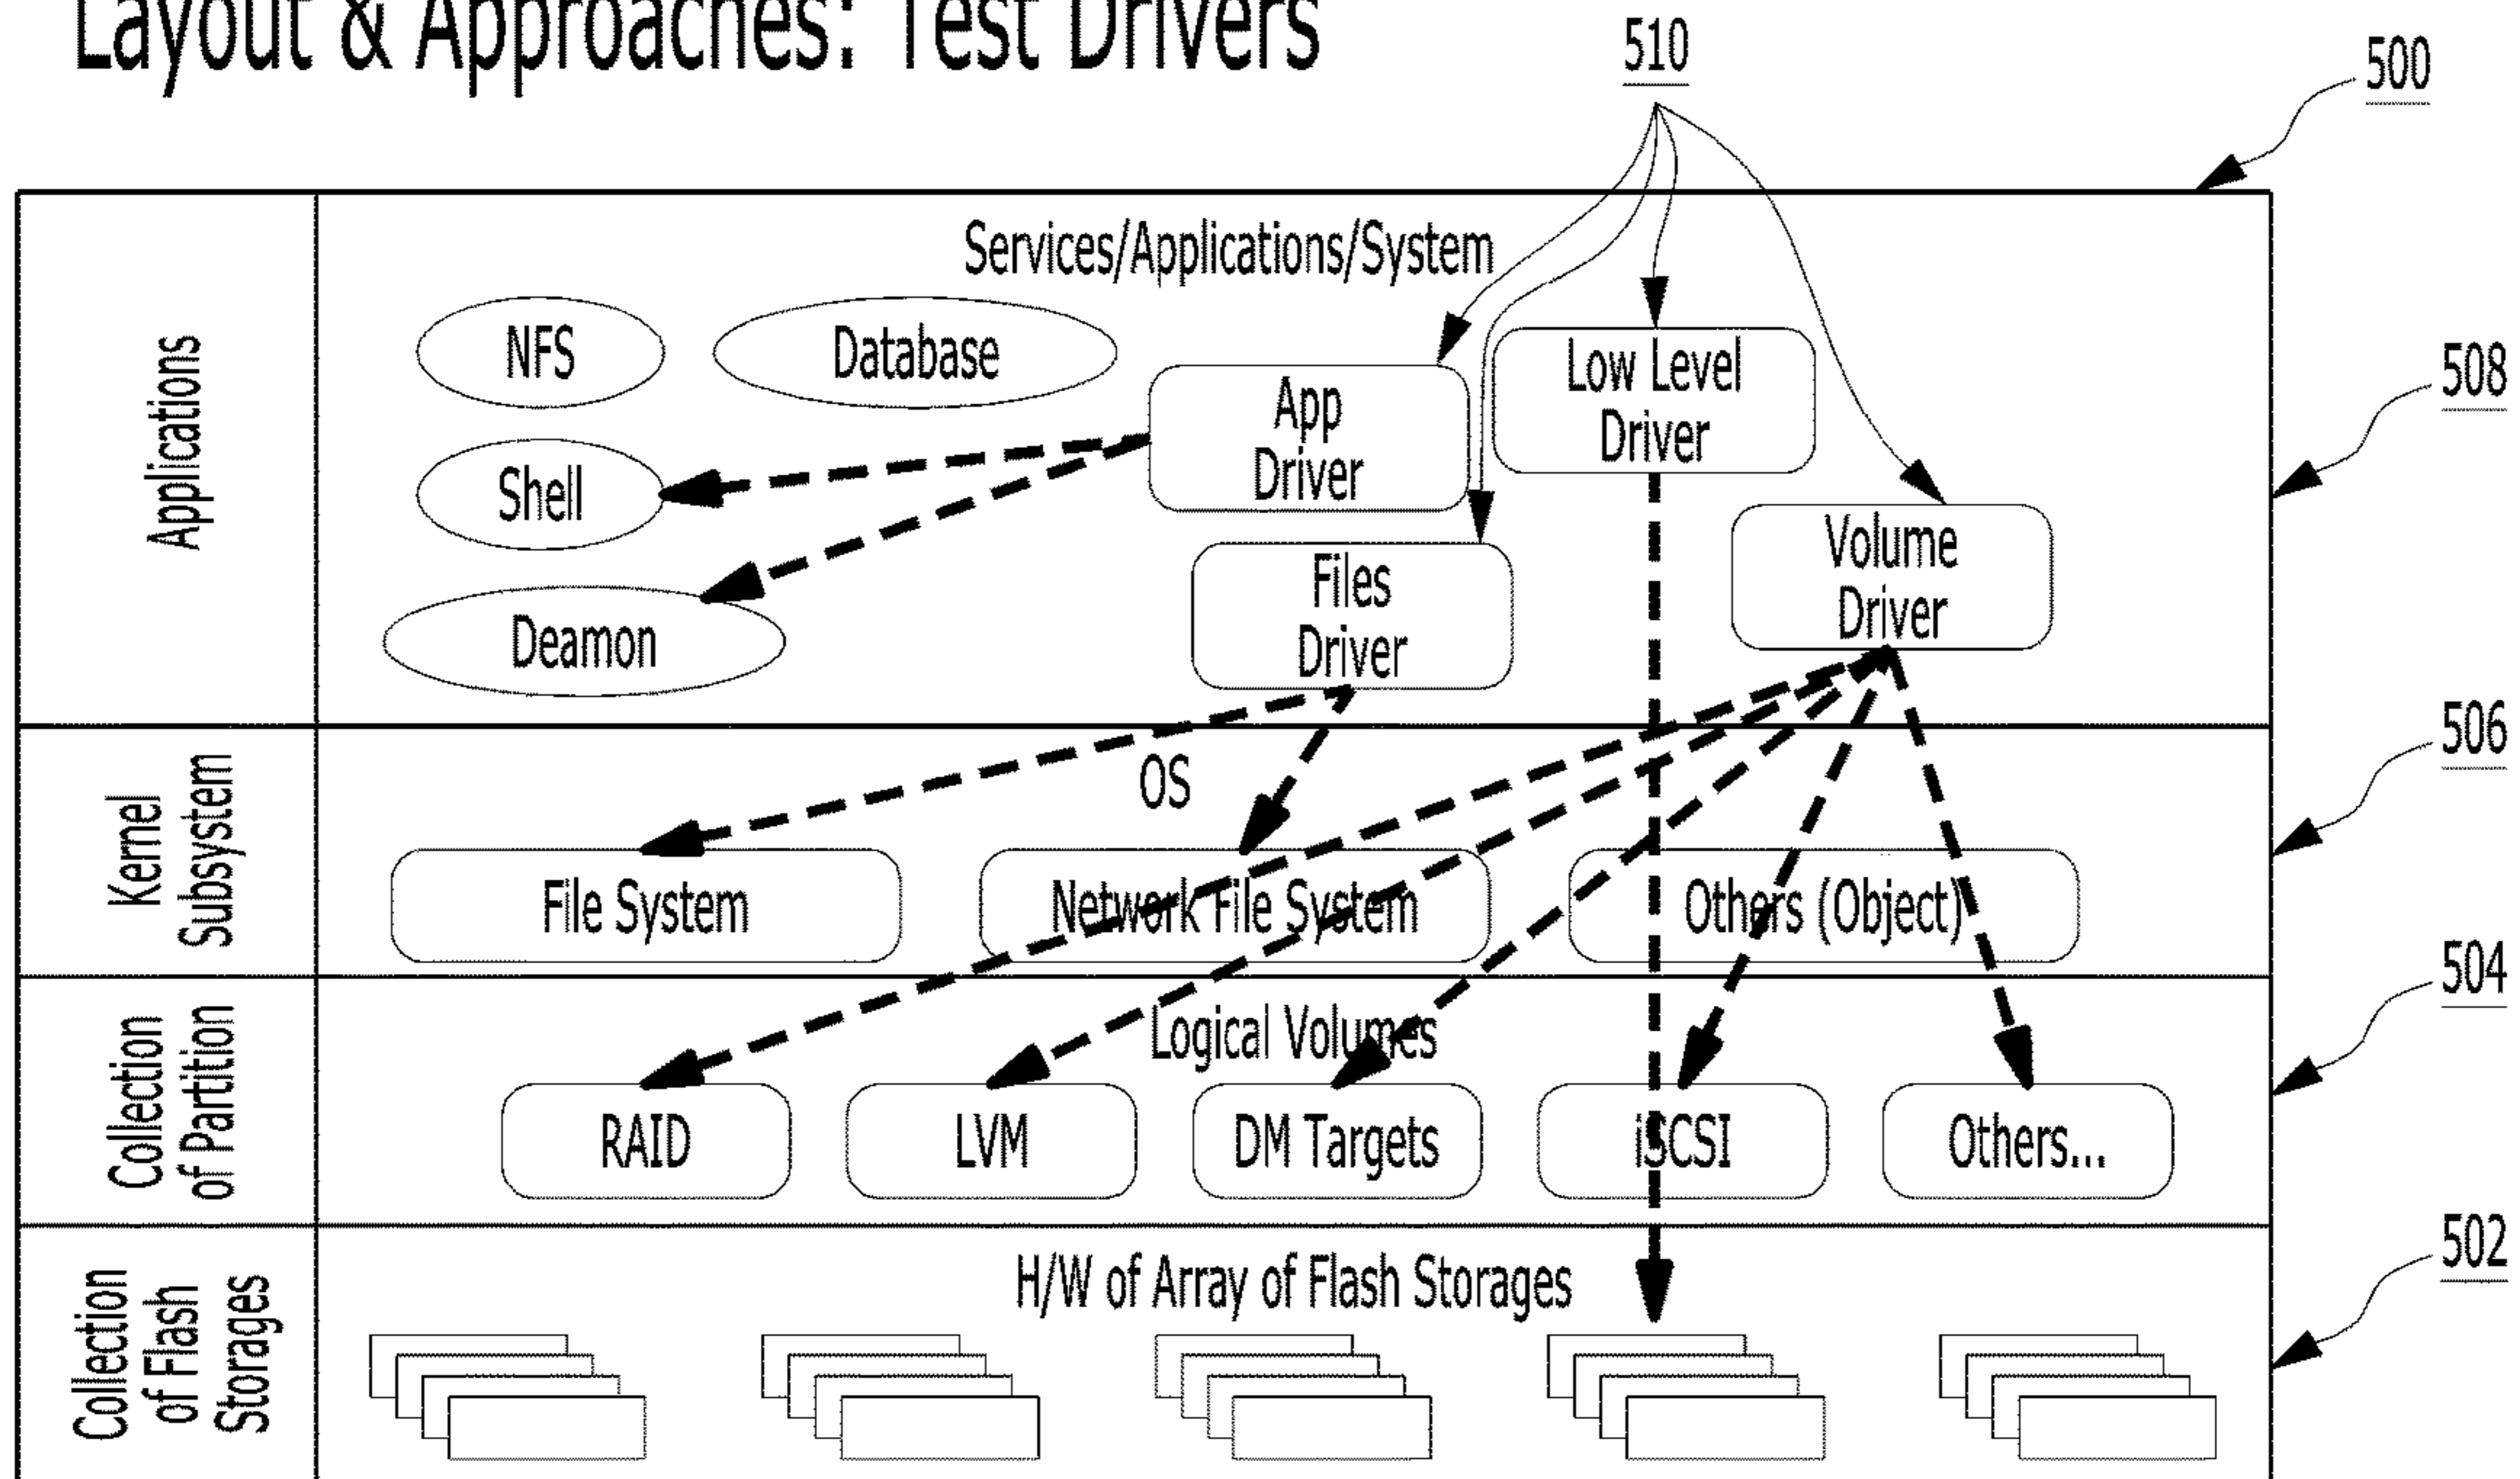 Layout & Approaches: Test Drivers
510
500
Services/Applications/System
Applications
NFS
Database
App
Driver
Low Level
Driver
508
Shell
Volume
Driver
Files
Driver
Deamon
506
Kernel
Subsystem
OS
File System
Network File System
Others (Object)
504
Collection
of Partition
Logical Volumes
RAID
LVM
DM Targets
iSCSI
Others...
502
Collection
of Flash
Storages
H/W of Array of Flash Storages